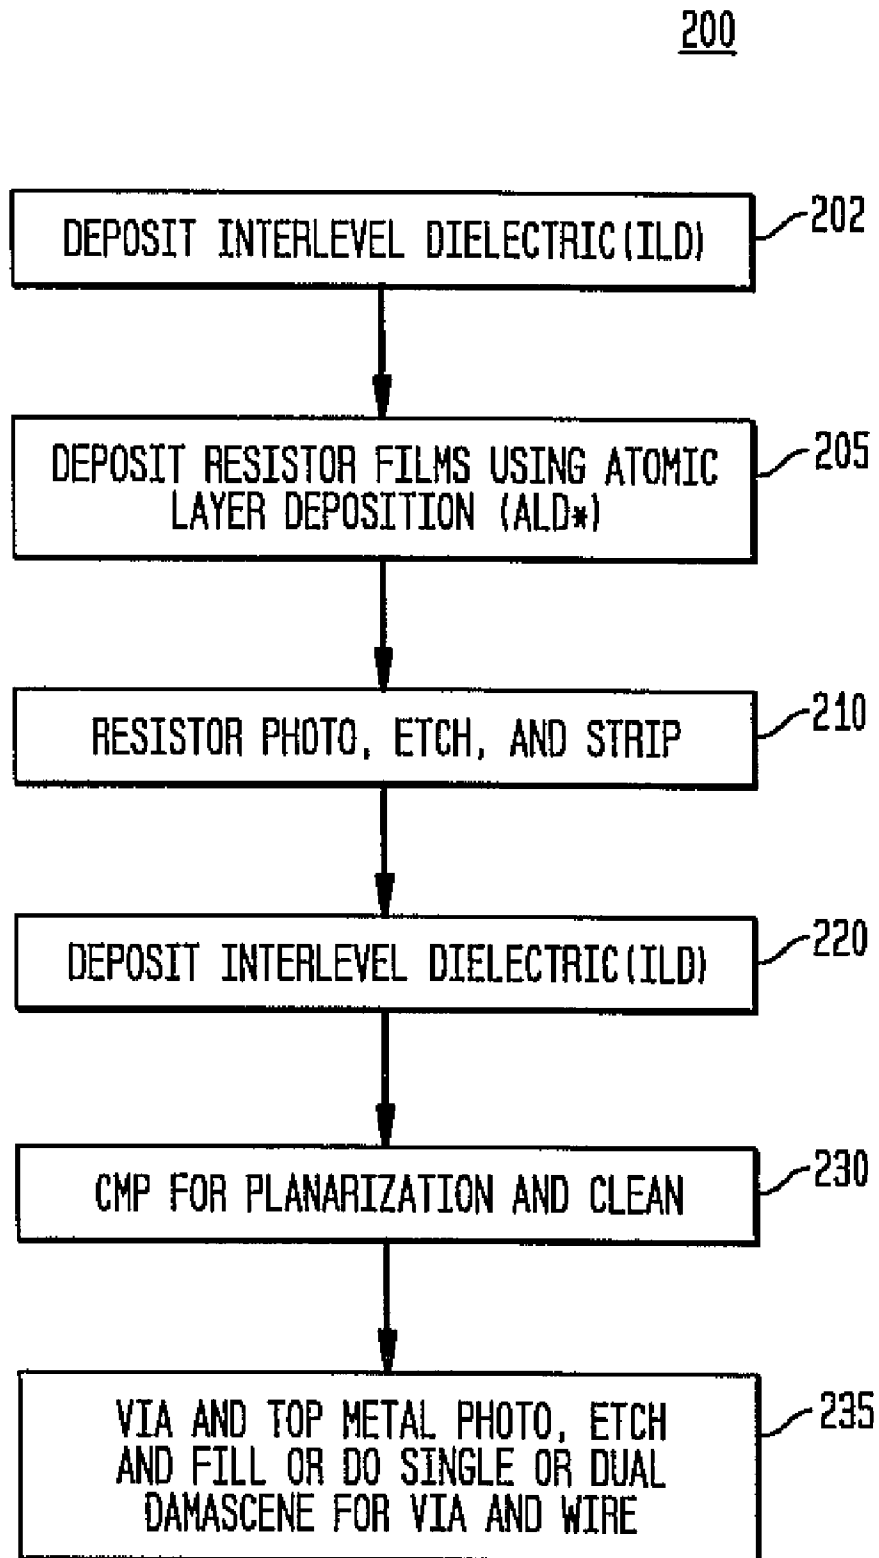 200
DEPOSIT INTERLEVEL DIELECTRIC(ILD)
202
DEPOSIT RESISTOR FILMS USING ATOMIC
LAYER DEPOSITION (ALD*)
205
RESISTOR PHOTO, ETCH, AND STRIP
210
DEPOSIT INTERLEVEL DIELECTRIC(ILD)
220
CMP FOR PLANARIZATION AND CLEAN
230
VIA AND TOP METAL PHOTO, ETCH
AND FILL OR DO SINGLE OR DUAL
DAMASCENE FOR VIA AND WIRE
235